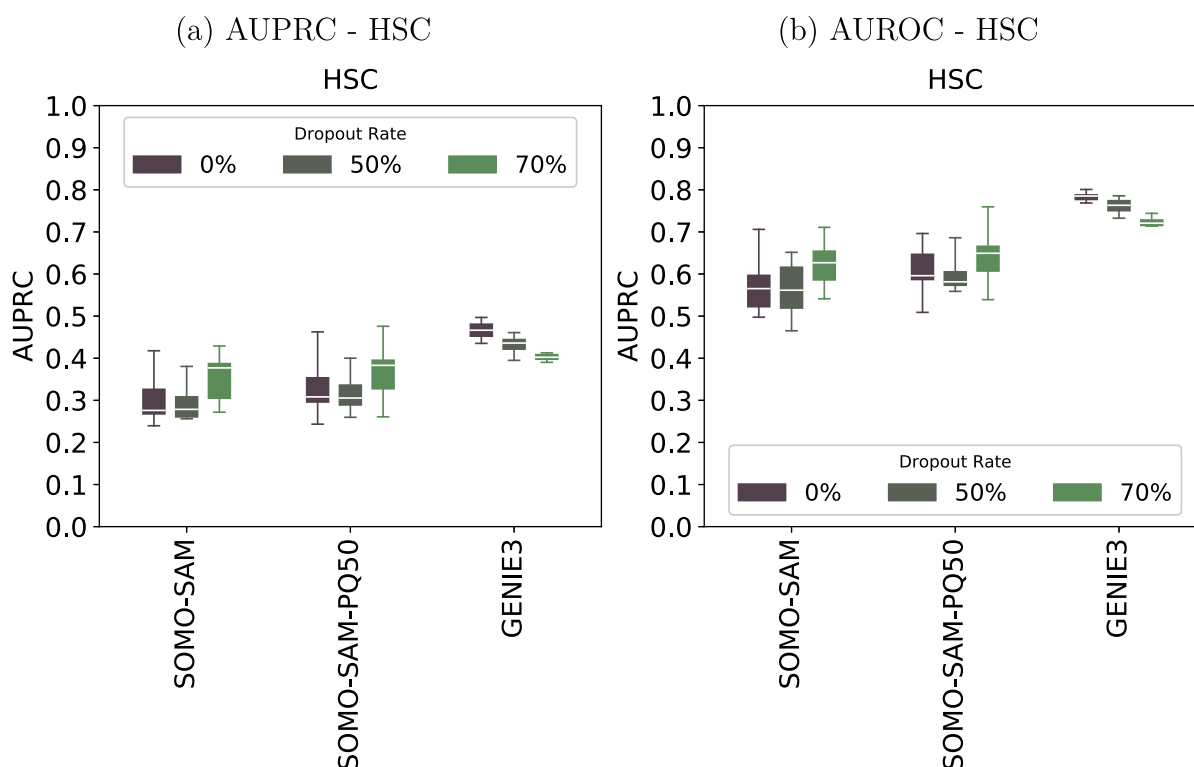 (a) AUPRC - HSC
HSC
AUPRC
1.0
0.9
0.8
0.7
0.6
0.5
0.4
0.3
0.2
0.1
0.0
Dropout Rate
0% 50% 70%
SOMO-SAM
SOMO-SAM-PQ50
GENIE3
(b) AUROC - HSC
HSC
AUPRC
1.0
0.9
0.8
0.7
0.6
0.5
0.4
0.3
0.2
0.1
0.0
Dropout Rate
0% 50% 70%
SOMO-SAM
SOMO-SAM-PQ50
GENIE3